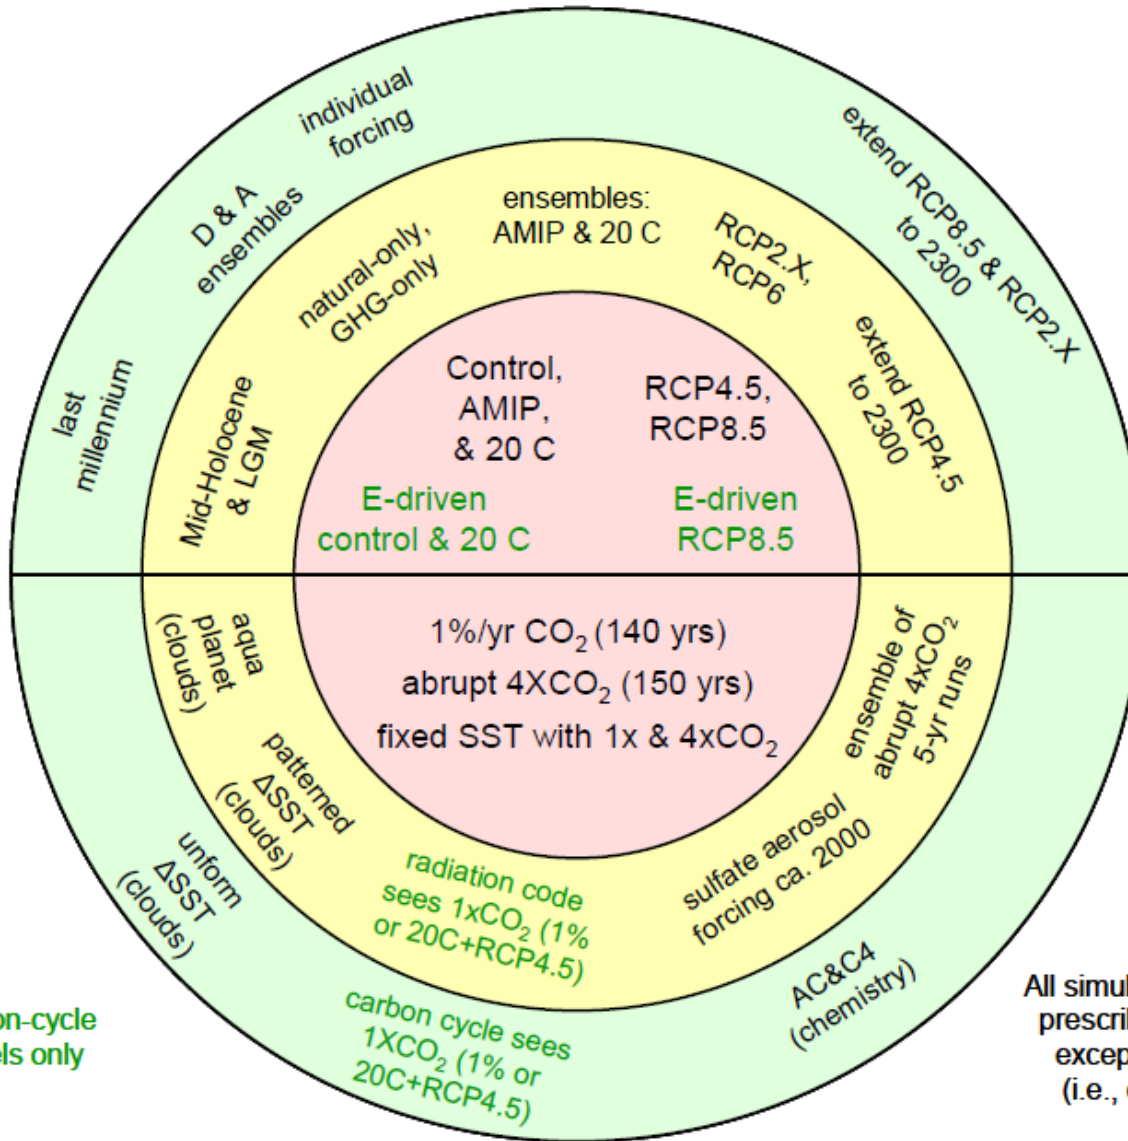 individual
forcing
D & A
ensembles
last
millennium
extend RCP8.5 & RCP2.X
to 2300
ensembles:
AMIP & 20 C
natural-only,
GHG-only
Mid-Holocene
& LGM
RCP2.X,
RCP6
extend RCP4.5
to 2300
Control,
AMIP,
& 20 C
RCP4.5,
RCP8.5
E-driven
control & 20 C
E-driven
RCP8.5
1%/yr CO₂ (140 yrs)
abrupt 4XCO₂ (150 yrs)
fixed SST with 1x & 4xCO₂
aqua
planet
(clouds)
patterned
ΔSST
(clouds)
radiation code
sees 1xCO₂ (1%
or 20C+RCP4.5)
sulfate aerosol
forcing ca. 2000
ensemble of
abrupt 4xCO₂
5-yr runs
unform
ΔSST
(clouds)
carbon cycle sees
1XCO₂ (1% or
20C+RCP4.5)
AC&C4
(chemistry)
on-cycle
els only
All simul
prescri
excep
(i.e.,